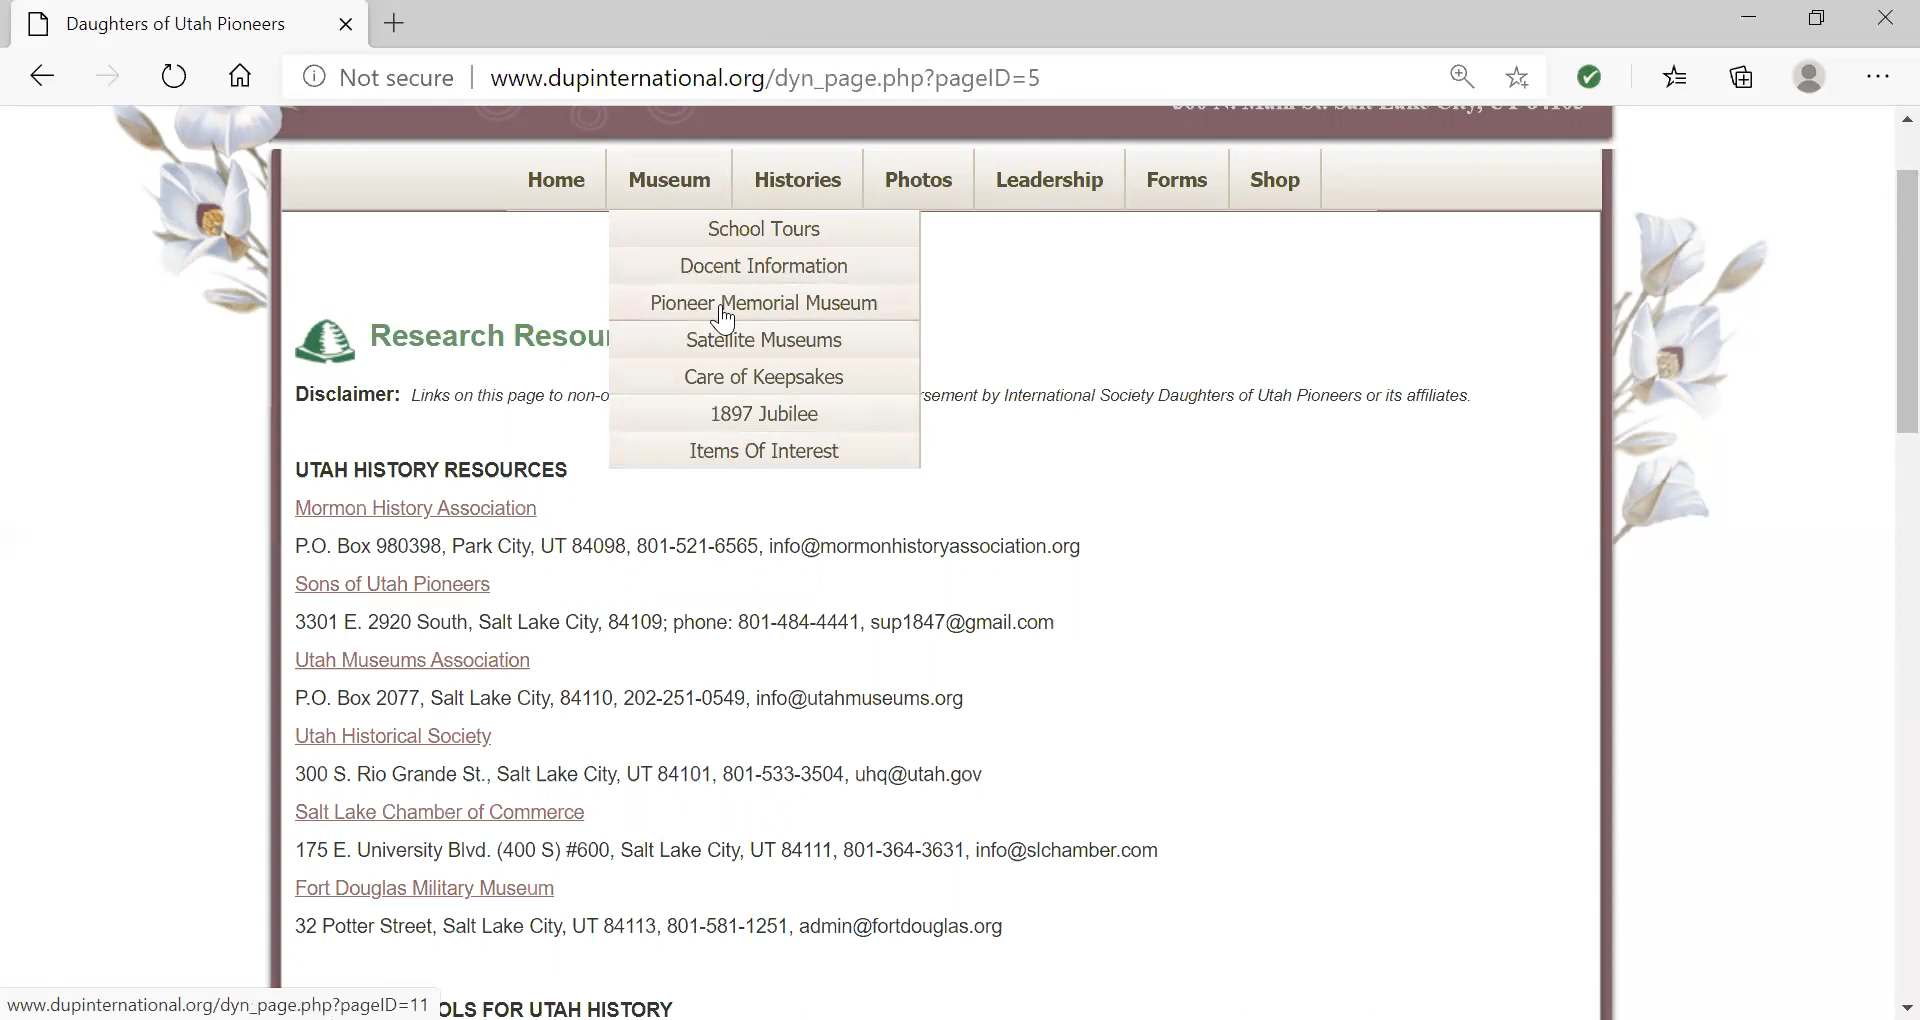 Daughters of Utah Pioneers
Not secure www.dupinternational.org/dyn_page.php?pageID=5
Home Museum Histories Photos Leadership Forms Shop
School Tours
Docent Information
Pioneer Memorial Museum
Satellite Museums
Care of Keepsakes
1897 Jubilee
Items Of Interest
Research
Disclaimer: Links on this page to by International Society Daughters of Utah Pioneers or its affiliates.
UTAH HISTORY RESOURCES
Mormon History Association
P.O. Box 980398, Park City, UT 84098, 801-521-6565, info@mormonhistoryassociation.org
Sons of Utah Pioneers
3301 E. 2920 South, Salt Lake City, 84109; phone: 801-484-4441, sup1847@gmail.com
Utah Museums Association
P.O. Box 2077, Salt Lake City, 84110, 202-251-0549, info@utahmuseums.org
Utah Historical Society
300 S. Rio Grande St., Salt Lake City, UT 84101, 801-533-3504, uhq@utah.gov
Salt Lake Chamber of Commerce
175 E. University Blvd. (400 S) #600, Salt Lake City, UT 84111, 801-364-3631, info@slchamber.com
Fort Douglas Military Museum
32 Potter Street, Salt Lake City, UT 84113, 801-581-1251, admin@fortdouglas.org
FOR UTAH HISTORY
www.dupinternational.org/dyn_page.php?pageID=11